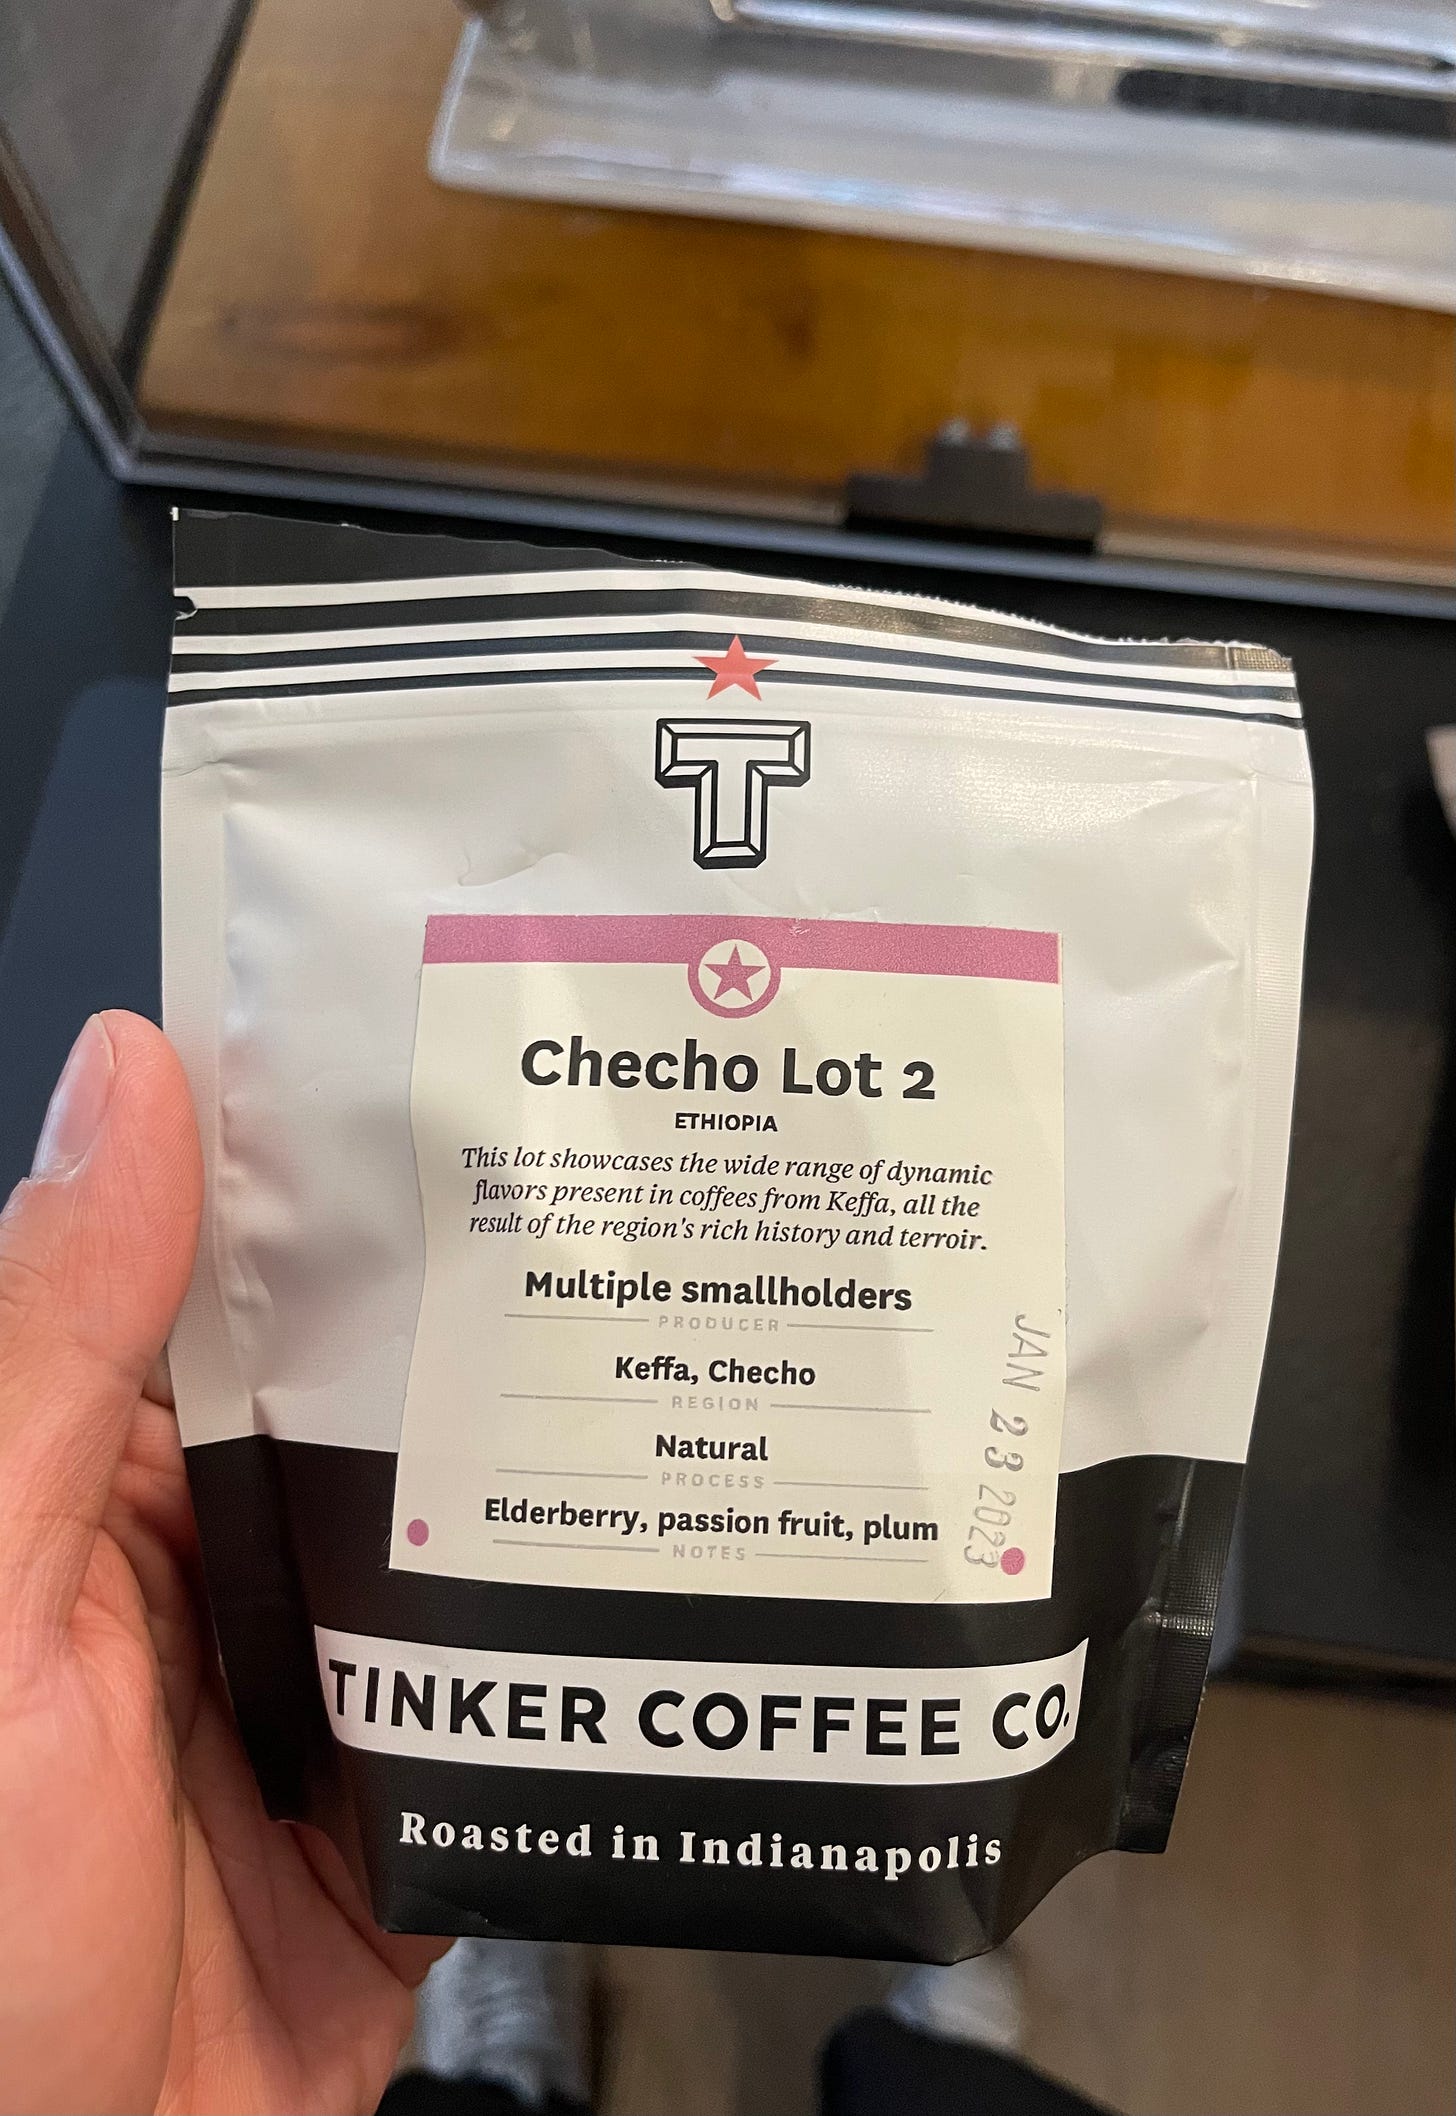 T
Checho Lot 2
ETHIOPIA
This lot showcases the wide range of dynamic
flavors present in coffees from Keffa, all the
result of the region's rich history and terroir.
Multiple smallholders
PRODUCER
Keffa, Checho
REGION
Natural
PROCESS
Elderberry, passion fruit, plum
NOTES
JAN 23 2023
TINKER COFFEE CO.
Roasted in Indianapolis